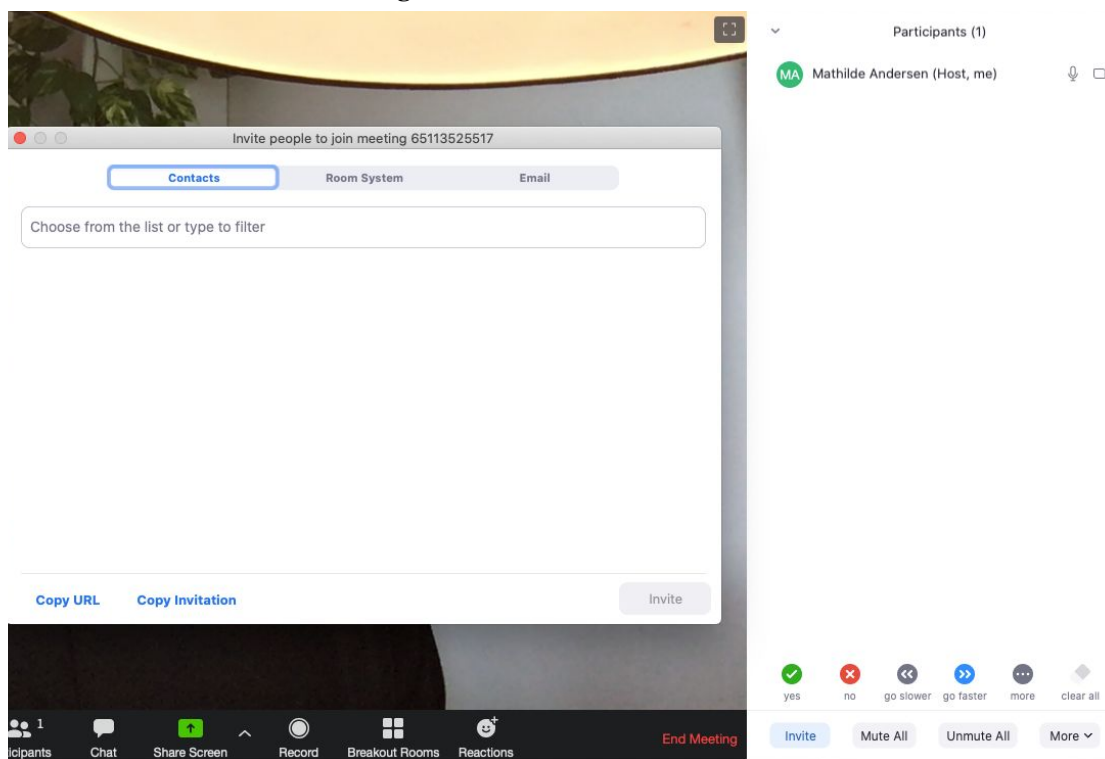 Participants (1)
MA Mathilde Andersen (Host, me)
Invite people to join meeting 65113525517
Contacts Room System Email
Choose from the list or type to filter
Copy URL Copy Invitation Invite
yes no go slower go faster more clear all
1
icipants Chat Share Screen Record Breakout Rooms Reactions End Meeting
Invite Mute All Unmute All More